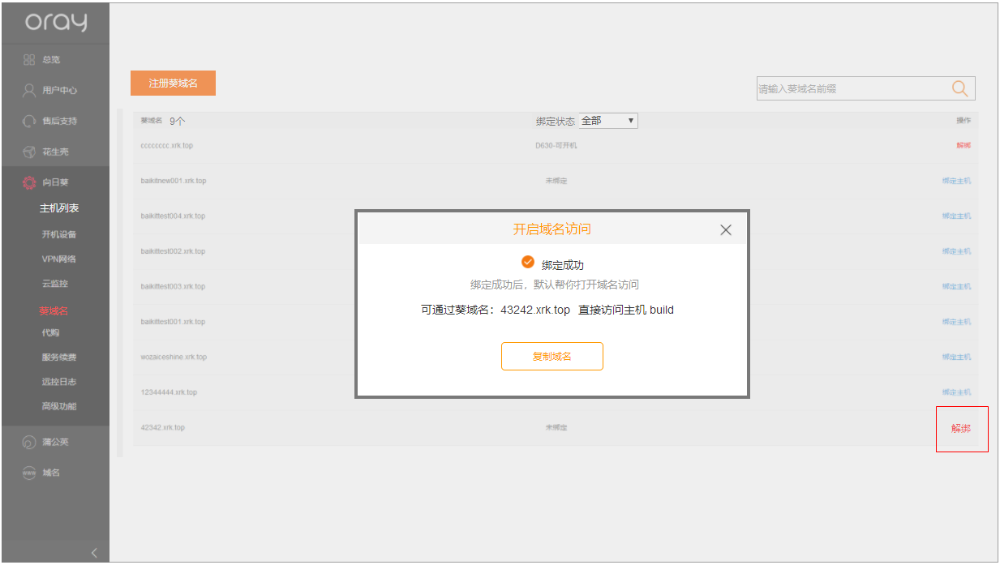 oray
总览
用户中心
售后支持
花生壳
向日葵
主机列表
开机设备
VPN网络
云监控
葵域名
代购
服务续费
远控日志
高级功能
蒲公英
域名
注册葵域名
请输入葵域名前缀
葵域名 9个 绑定状态 全部 操作
cccccccc.xrk.top D630-可开机 解绑
baikitnew001.xrk.top 未绑定 绑定主机
baikittest004.xrk.top 绑定主机
baikittest002.xrk.top 绑定主机
baikittest003.xrk.top 绑定主机
baikittest001.xrk.top 绑定主机
wozaiceshine.xrk.top 绑定主机
12344444.xrk.top 绑定主机
42342.xrk.top 未绑定 解绑
开启域名访问
绑定成功
绑定成功后，默认帮你打开域名访问
可通过葵域名：43242.xrk.top 直接访问主机 build
复制域名